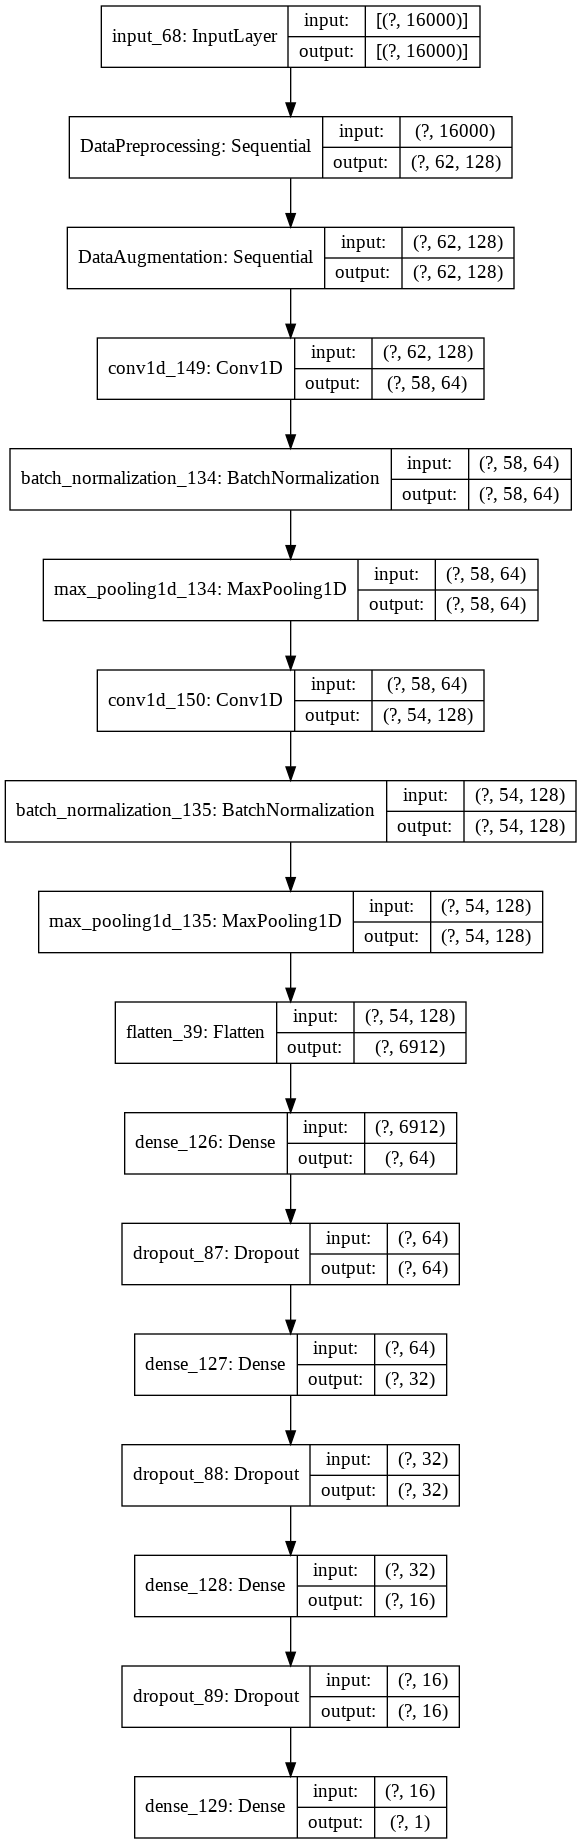 input_68: InputLayer
input: [(?, 16000)]
output: [(?, 16000)]
DataPreprocessing: Sequential
input: (?, 16000)
output: (?, 62, 128)
DataAugmentation: Sequential
input: (?, 62, 128)
output: (?, 62, 128)
conv1d_149: Conv1D
input: (?, 62, 128)
output: (?, 58, 64)
batch_normalization_134: BatchNormalization
input: (?, 58, 64)
output: (?, 58, 64)
max_pooling1d_134: MaxPooling1D
input: (?, 58, 64)
output: (?, 58, 64)
conv1d_150: Conv1D
input: (?, 58, 64)
output: (?, 54, 128)
batch_normalization_135: BatchNormalization
input: (?, 54, 128)
output: (?, 54, 128)
max_pooling1d_135: MaxPooling1D
input: (?, 54, 128)
output: (?, 54, 128)
flatten_39: Flatten
input: (?, 54, 128)
output: (?, 6912)
dense_126: Dense
input: (?, 6912)
output: (?, 64)
dropout_87: Dropout
input: (?, 64)
output: (?, 64)
dense_127: Dense
input: (?, 64)
output: (?, 32)
dropout_88: Dropout
input: (?, 32)
output: (?, 32)
dense_128: Dense
input: (?, 32)
output: (?, 16)
dropout_89: Dropout
input: (?, 16)
output: (?, 16)
dense_129: Dense
input: (?, 16)
output: (?, 1)